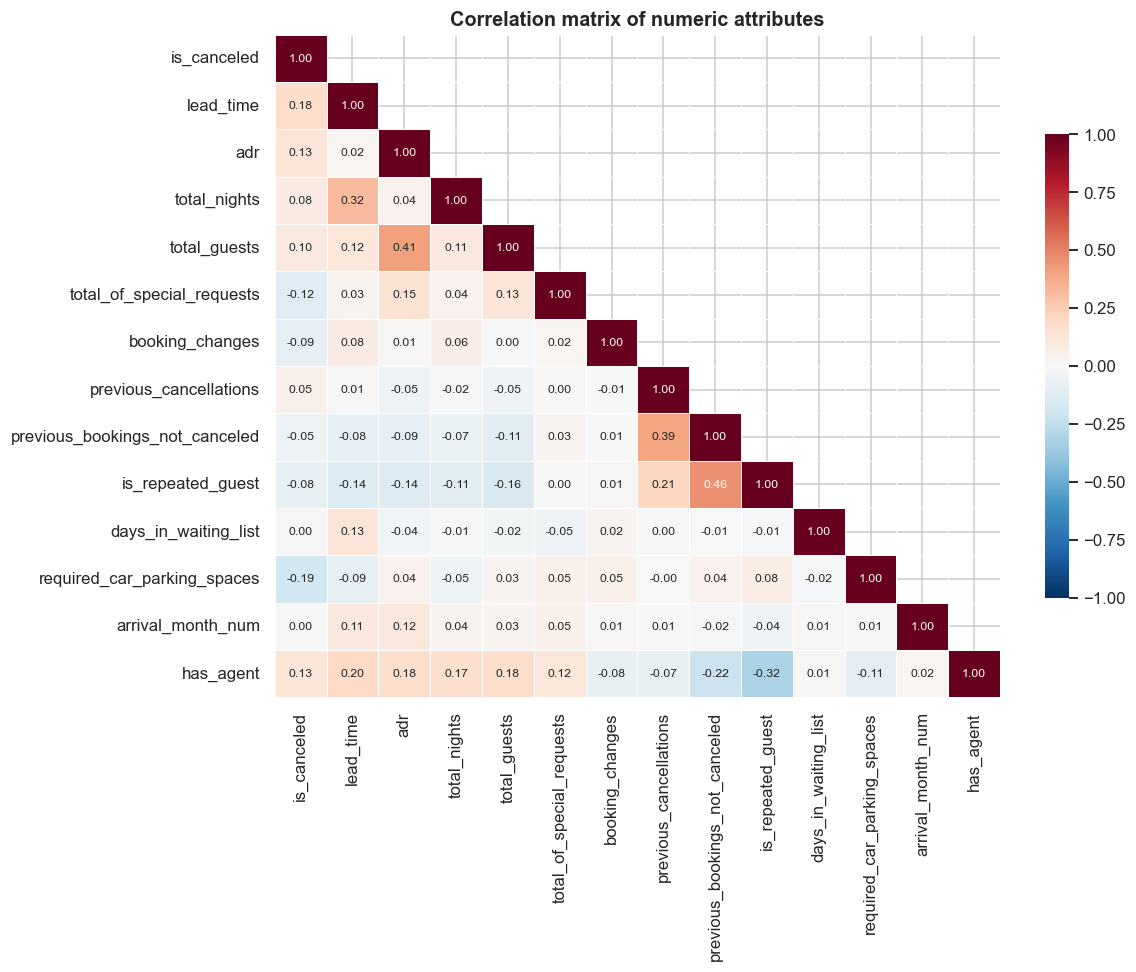 Correlation matrix of numeric attributes
is_canceled 1.00
lead_time 0.18 1.00
adr 0.13 0.02 1.00
total_nights 0.08 0.32 0.04 1.00
total_guests 0.10 0.12 0.41 0.11 1.00
total_of_special_requests -0.12 0.03 0.15 0.04 0.13 1.00
booking_changes -0.09 0.08 0.01 0.06 0.00 0.02 1.00
previous_cancellations 0.05 0.01 -0.05 -0.02 -0.05 0.00 -0.01 1.00
previous_bookings_not_canceled -0.05 -0.08 -0.09 -0.07 -0.11 0.03 0.01 0.39 1.00
is_repeated_guest -0.08 -0.14 -0.14 -0.11 -0.16 0.00 0.01 0.21 0.46 1.00
days_in_waiting_list 0.00 0.13 -0.04 -0.01 -0.02 -0.05 0.02 0.00 -0.01 -0.01 1.00
required_car_parking_spaces -0.19 -0.09 0.04 -0.05 0.03 0.05 0.05 -0.00 0.04 0.08 -0.02 1.00
arrival_month_num 0.00 0.11 0.12 0.04 0.03 0.05 0.01 0.01 -0.02 -0.04 0.01 0.01 1.00
has_agent 0.13 0.20 0.18 0.17 0.18 0.12 -0.08 -0.07 -0.22 -0.32 0.01 -0.11 0.02 1.00
is_canceled
lead_time
adr
total_nights
total_guests
total_of_special_requests
booking_changes
previous_cancellations
previous_bookings_not_canceled
is_repeated_guest
days_in_waiting_list
required_car_parking_spaces
arrival_month_num
has_agent
1.00
0.75
0.50
0.25
0.00
−0.25
−0.50
−0.75
−1.00